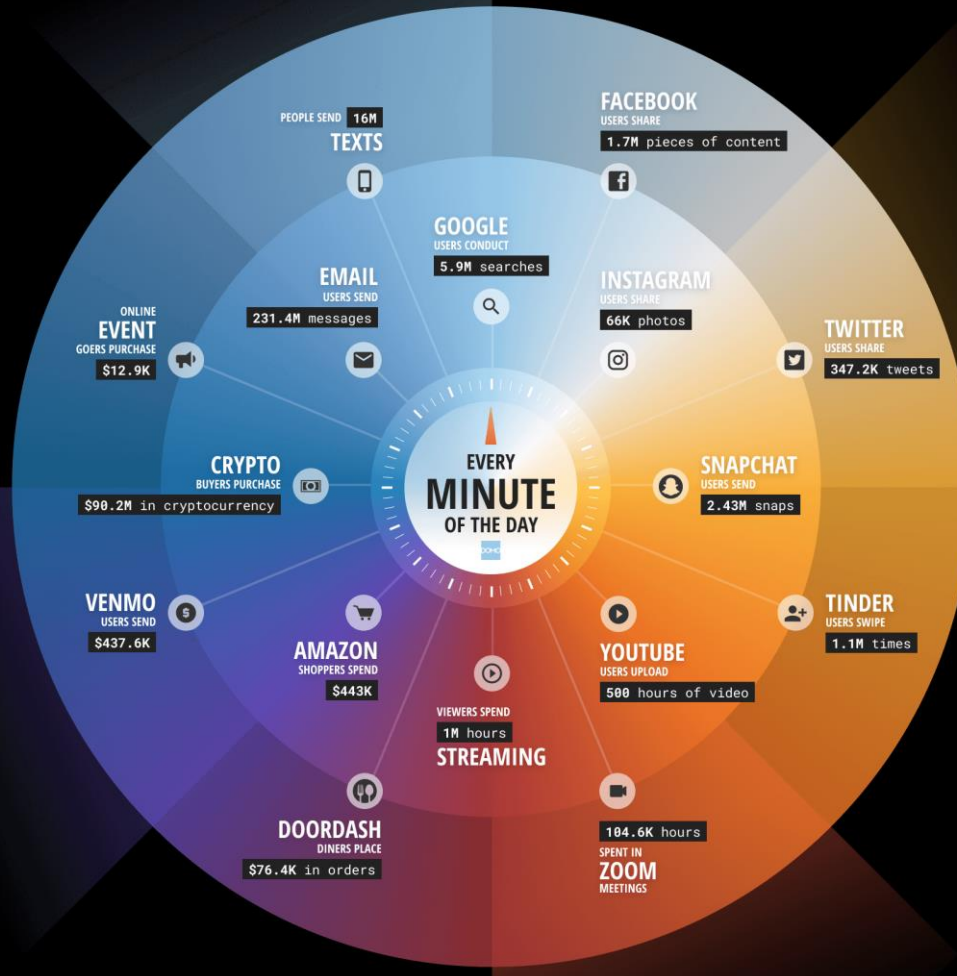 PEOPLE SEND 16M
TEXTS
FACEBOOK
USERS SHARE
1.7M pieces of content
GOOGLE
USERS CONDUCT
5.9M searches
EMAIL
USERS SEND
231.4M messages
INSTAGRAM
USERS SHARE
66K photos
ONLINE
EVENT
GOERS PURCHASE
$12.9K
TWITTER
USERS SHARE
347.2K tweets
CRYPTO
BUYERS PURCHASE
$90.2M in cryptocurrency
EVERY
MINUTE
OF THE DAY
DOMO
SNAPCHAT
USERS SEND
2.43M snaps
VENMO
USERS SEND
$437.6K
AMAZON
SHOPPERS SPEND
$443K
VIEWERS SPEND
1M hours
STREAMING
YOUTUBE
USERS UPLOAD
500 hours of video
TINDER
USERS SWIPE
1.1M times
DOORDASH
DINERS PLACE
$76.4K in orders
104.6K hours
SPENT IN
ZOOM
MEETINGS